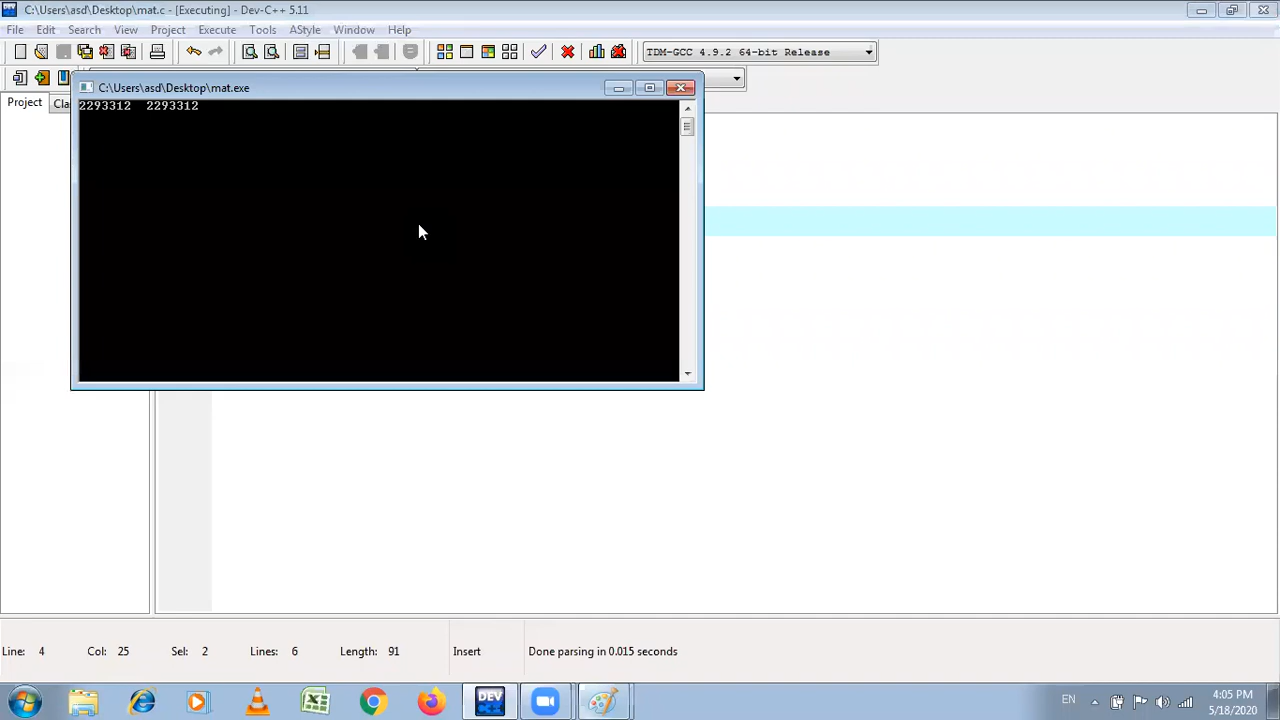 C:\Users\asd\Desktop\mat.c - [Executing] - Dev-C++ 5.11
File Edit Search View Project Execute Tools AStyle Window Help
TDM-GCC 4.9.2 64-bit Release
C:\Users\asd\Desktop\mat.exe
Project Cla
2293312 2293312
Line: 4 Col: 25 Sel: 2 Lines: 6 Length: 91 Insert Done parsing in 0.015 seconds
DEV
EN
4:05 PM
5/18/2020